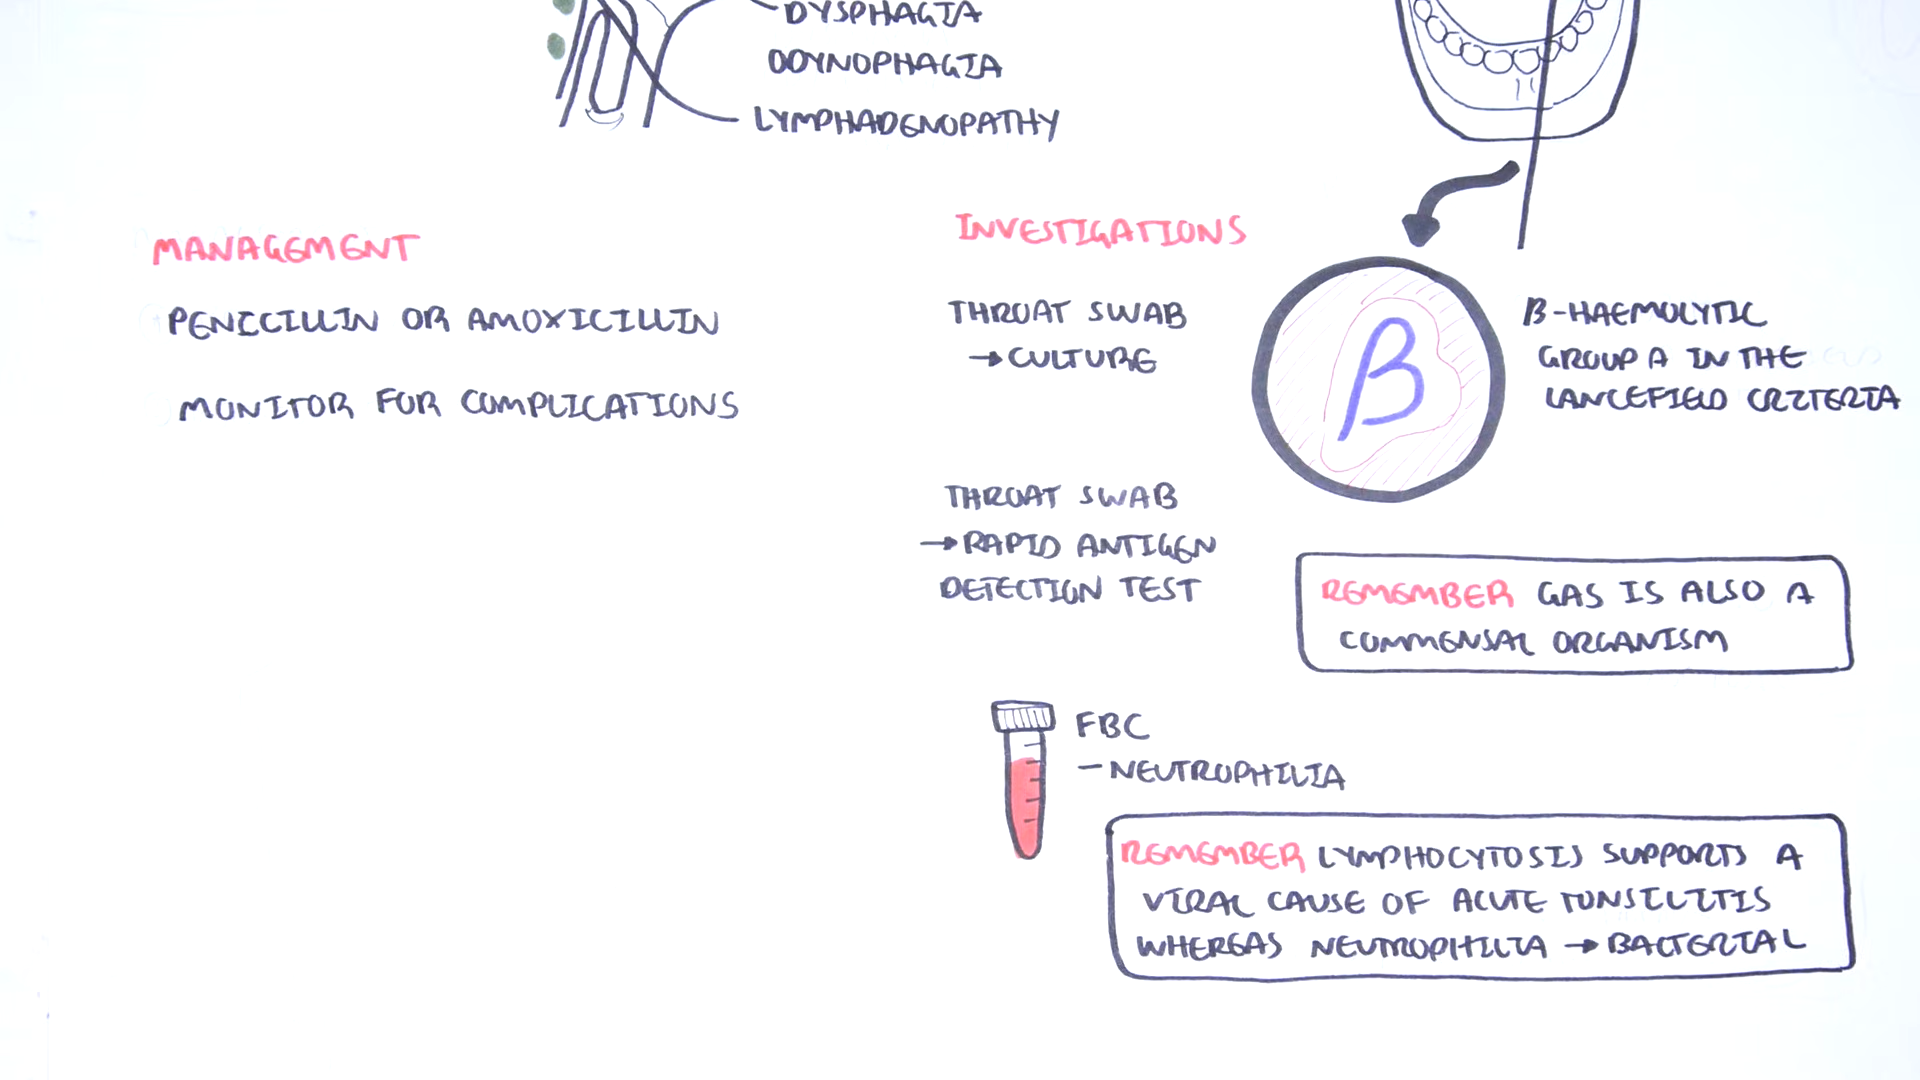 DYSPHAGIA
ODYNOPHAGIA
LYMPHADENOPATHY
MANAGEMENT
PENICILLIN OR AMOXICILLIN
MONITOR FOR COMPLICATIONS
INVESTIGATIONS
THROAT SWAB
→ CULTURE
β
β-HAEMOLYTIC
GROUP A IN THE
LANCEFIELD CRITERIA
THROAT SWAB
→ RAPID ANTIGEN
DETECTION TEST
REMEMBER GAS IS ALSO A
COMMENSAL ORGANISM
FBC
- NEUTROPHILIA
REMEMBER LYMPHOCYTOSIS SUPPORTS A
VIRAL CAUSE OF ACUTE TONSILITIS
WHEREAS NEUTROPHILIA → BACTERIAL